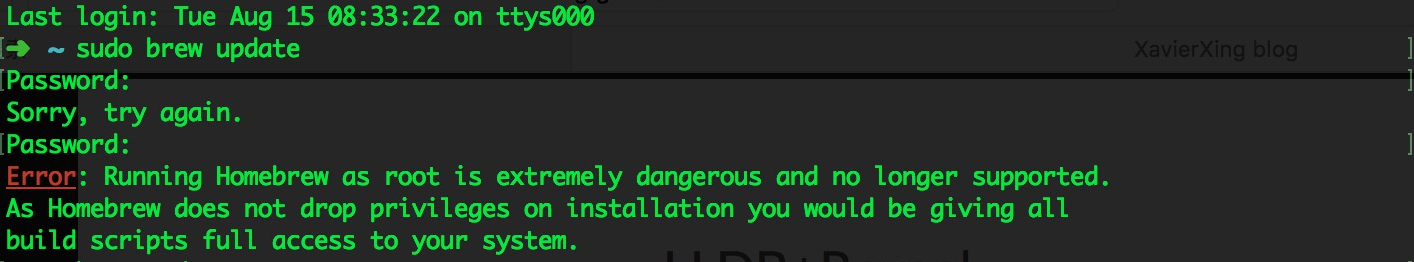 Last login: Tue Aug 15 08:33:22 on ttys000
➜ ~ sudo brew update
XavierXing blog
Password:
Sorry, try again.
Password:
Error: Running Homebrew as root is extremely dangerous and no longer supported.
As Homebrew does not drop privileges on installation you would be giving all
build scripts full access to your system.